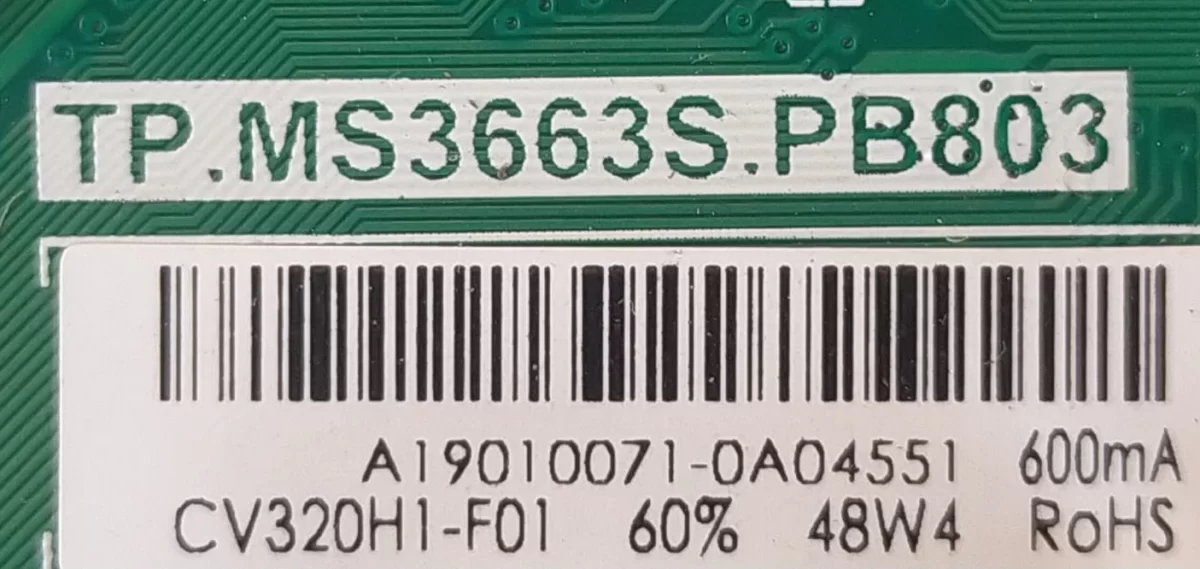 TP.MS3663S.PB803
A19010071-0A04551 600mA
CV320H1-F01 60% 48W4 RoHS